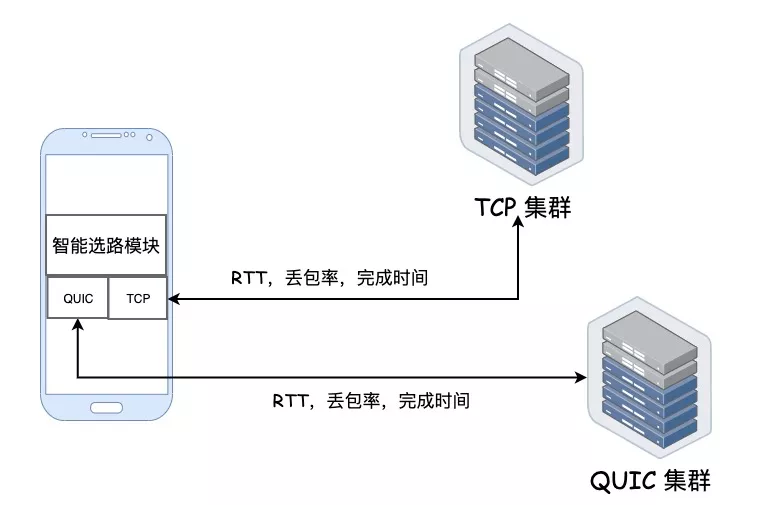 TCP 集群
智能选路模块
RTT，丢包率，完成时间
QUIC
TCP
RTT，丢包率，完成时间
QUIC 集群